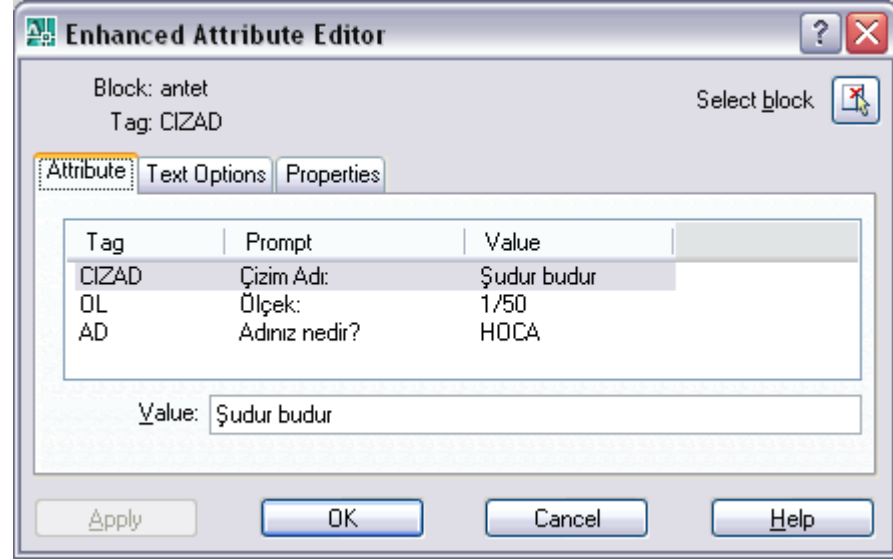 Enhanced Attribute Editor
Block: antet
Tag: CIZAD
Select block
Attribute Text Options Properties
Tag Prompt Value
CIZAD Çizim Adı: Şudur budur
OL Ölçek: 1/50
AD Adınız nedir? HOCA
Value: Şudur budur
Apply OK Cancel Help